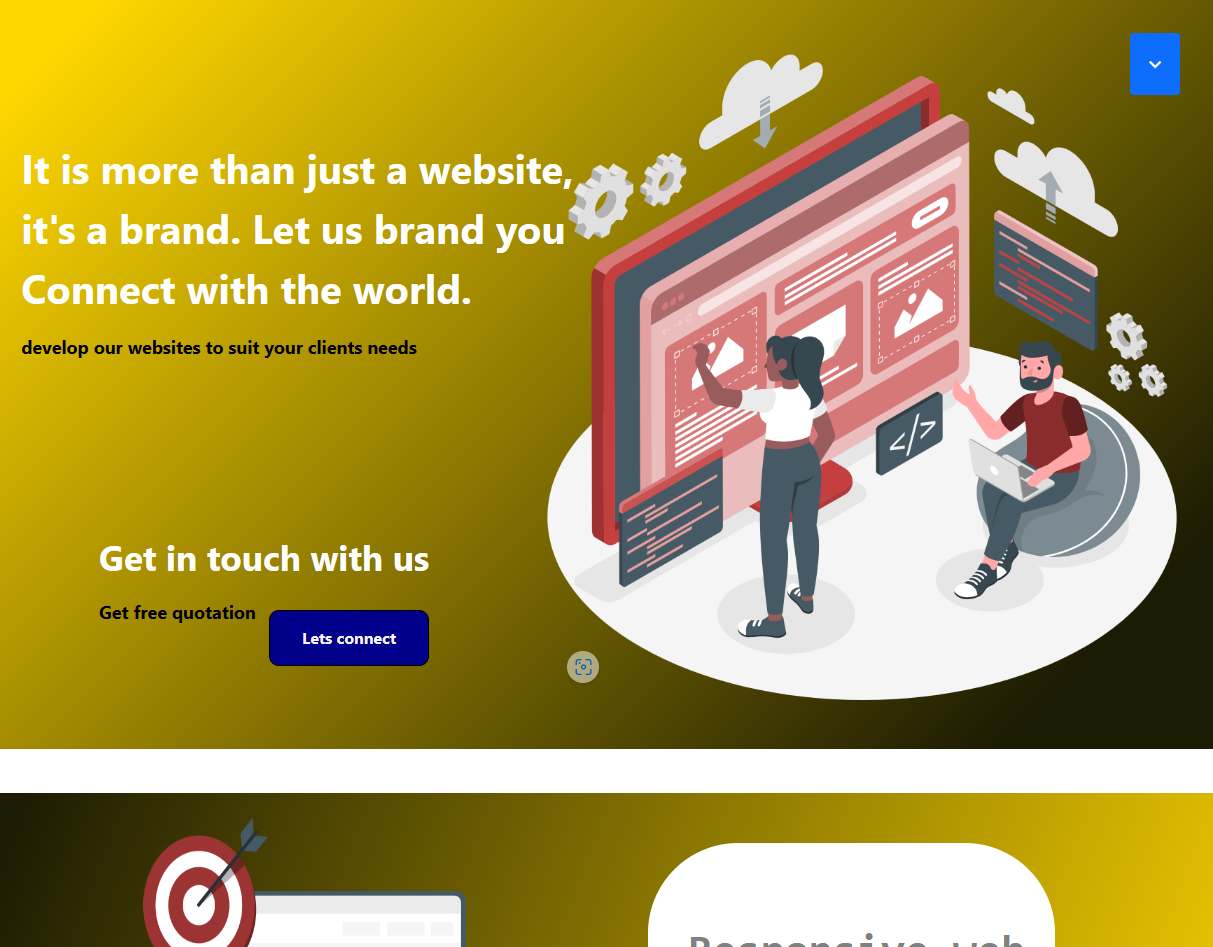 It is more than just a website,
it's a brand. Let us brand you
Connect with the world.
develop our websites to suit your clients needs
</>
Get in touch with us
Get free quotation
Lets connect
Responsive web